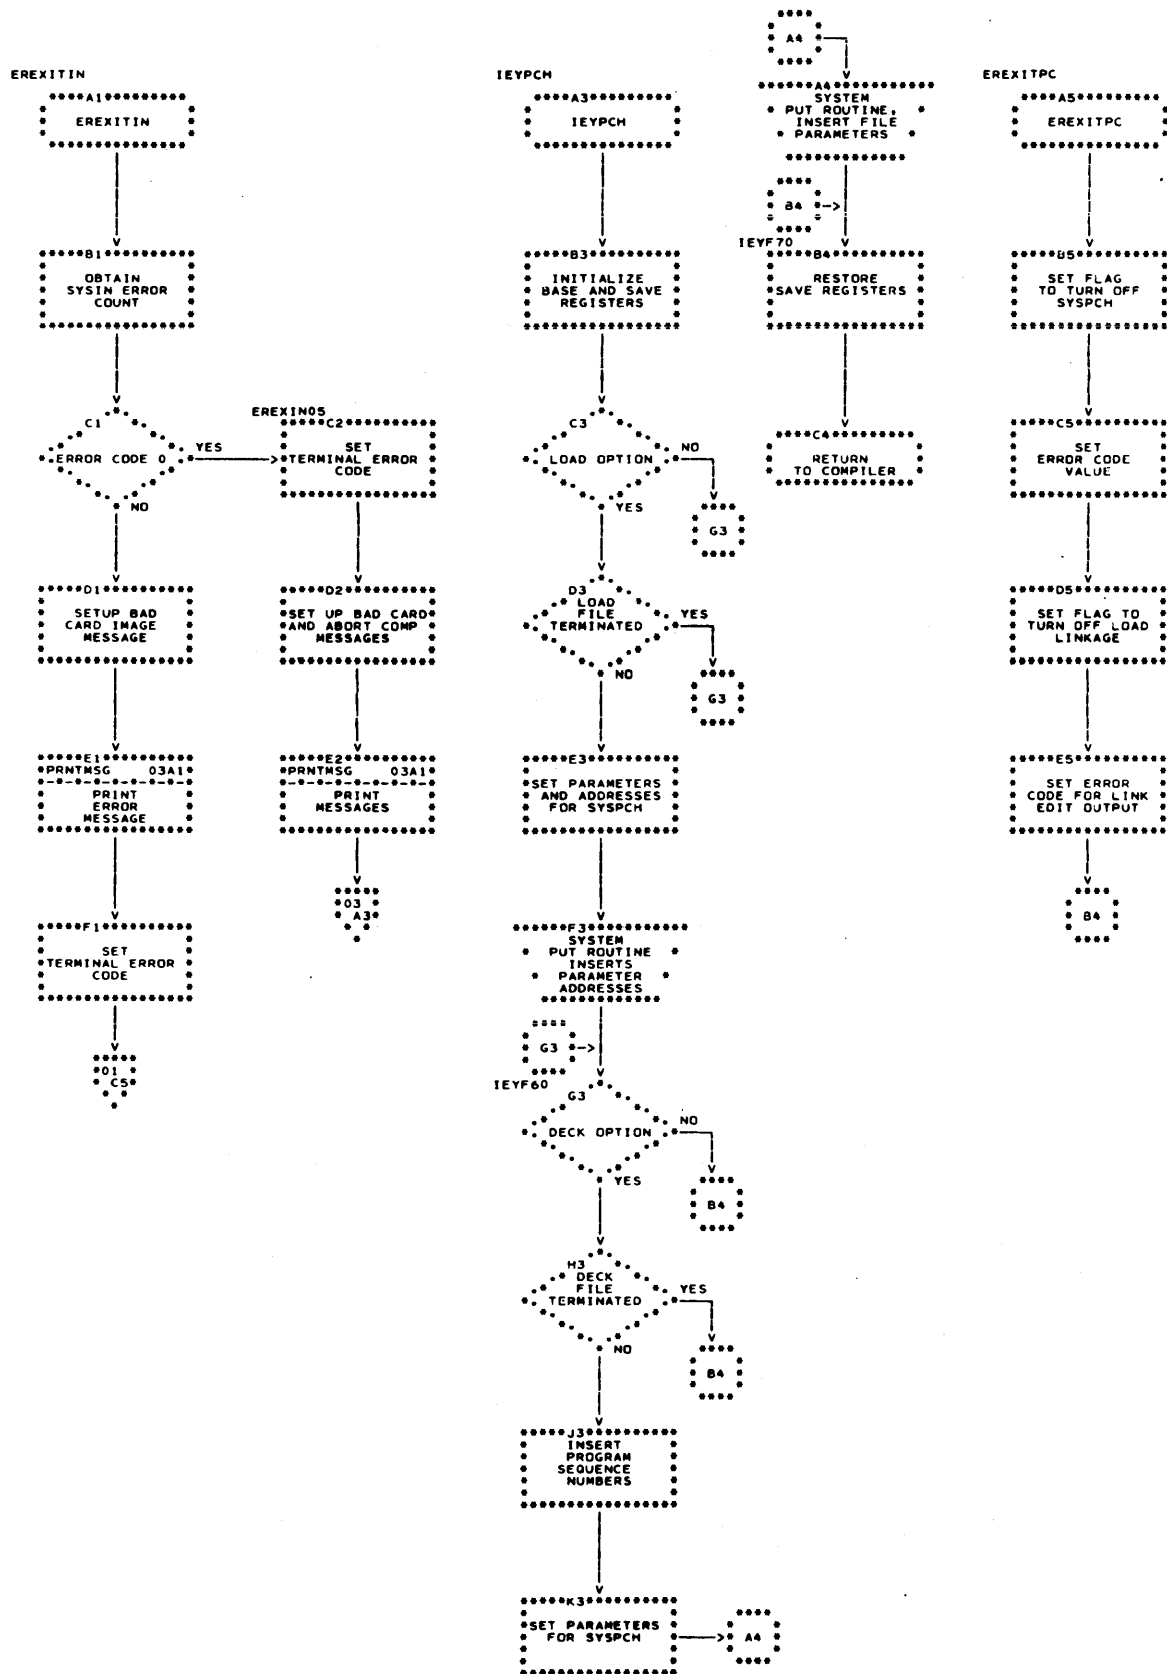 EREXITIN
A1
EREXITIN
B1
OBTAIN
SYSIN ERROR
COUNT
C1
ERROR CODE 0
YES
NO
D1
SETUP BAD
CARD IMAGE
MESSAGE
E1
PRNTMSG 03A1
PRINT
ERROR
MESSAGE
F1
SET
TERMINAL ERROR
CODE
01
C5
EREXIN05
C2
SET
TERMINAL ERROR
CODE
D2
SET UP BAD CARD
AND ABORT COMP
MESSAGES
E2
PRNTMSG 03A1
PRINT
MESSAGES
03
A3
IEYPCH
A3
IEYPCH
B3
INITIALIZE
BASE AND SAVE
REGISTERS
C3
LOAD OPTION
NO
G3
YES
D3
LOAD
FILE
TERMINATED
YES
G3
NO
E3
SET PARAMETERS
AND ADDRESSES
FOR SYSPCH
F3
SYSTEM
PUT ROUTINE
INSERTS
PARAMETER
ADDRESSES
G3
IEYF60
G3
DECK OPTION
NO
B4
YES
H3
DECK
FILE
TERMINATED
YES
B4
NO
J3
INSERT
PROGRAM
SEQUENCE
NUMBERS
K3
SET PARAMETERS
FOR SYSPCH
A4
A4
A4
SYSTEM
PUT ROUTINE,
INSERT FILE
PARAMETERS
B4
IEYF70
B4
RESTORE
SAVE REGISTERS
C4
RETURN
TO COMPILER
EREXITPC
A5
EREXITPC
B5
SET FLAG
TO TURN OFF
SYSPCH
C5
SET
ERROR CODE
VALUE
D5
SET FLAG TO
TURN OFF LOAD
LINKAGE
E5
SET ERROR
CODE FOR LINK
EDIT OUTPUT
B4